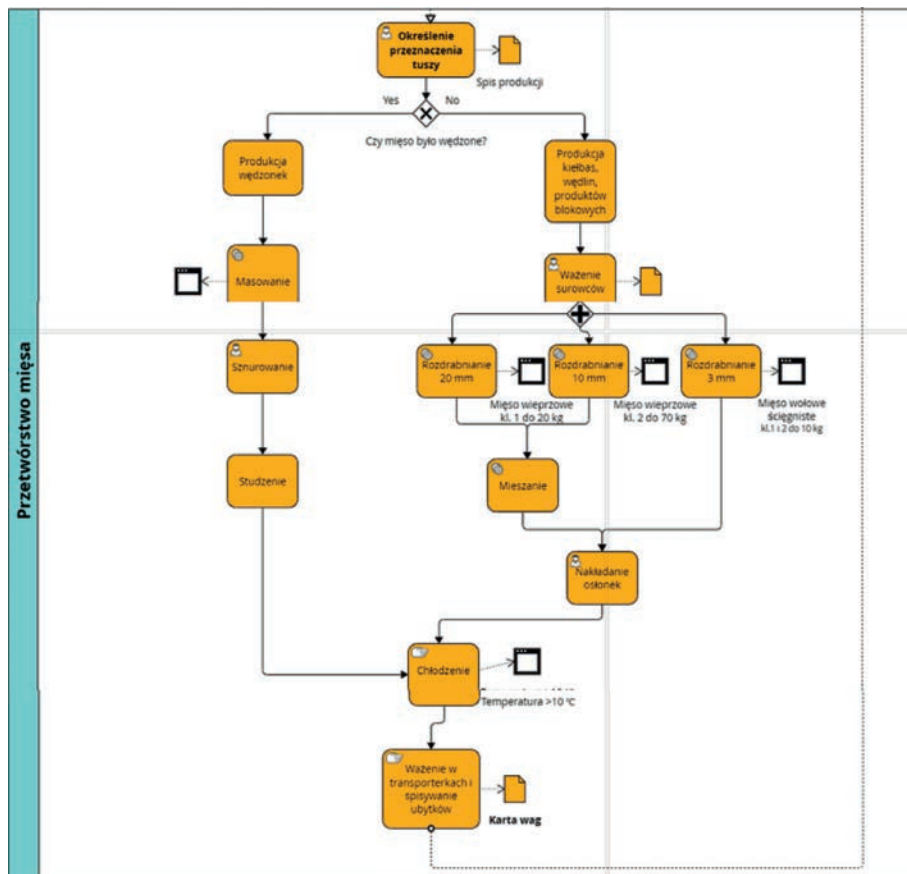 Przetwórstwo mięsa
Określenie
przeznaczenia
tuszy
Spis produkcji
Yes
No
Czy mięso było wędzone?
Produkcja
wędzonek
Produkcja
kiełbas,
wędlin,
produktów
blokowych
Masowanie
Ważenie
surowców
Sznurowanie
Rozdrabnianie
20 mm
Rozdrabnianie
10 mm
Rozdrabnianie
3 mm
Mięso wieprzowe
kl. 1 do 20 kg
Mięso wieprzowe
kl. 2 do 70 kg
Mięso wołowe
ścięgniste
kl.1 i 2 do 10 kg
Studzenie
Mieszanie
Nakładanie
osłonek
Chłodzenie
Temperatura >10 °C
Ważenie w
transporterkach i
spisywanie
ubytków
Karta wag